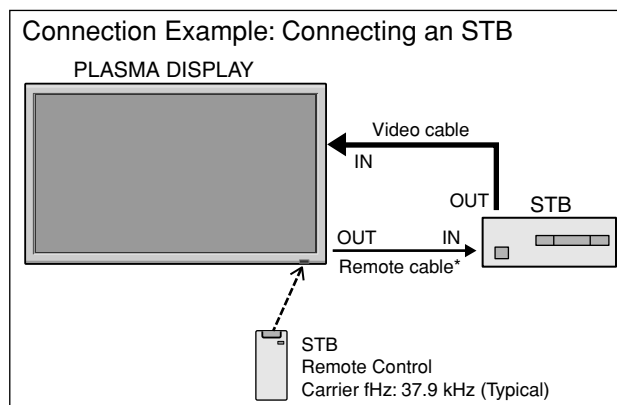 Connection Example: Connecting an STB
PLASMA DISPLAY
Video cable
IN
OUT
STB
OUT
IN
Remote cable*
STB
Remote Control
Carrier fHz: 37.9 kHz (Typical)